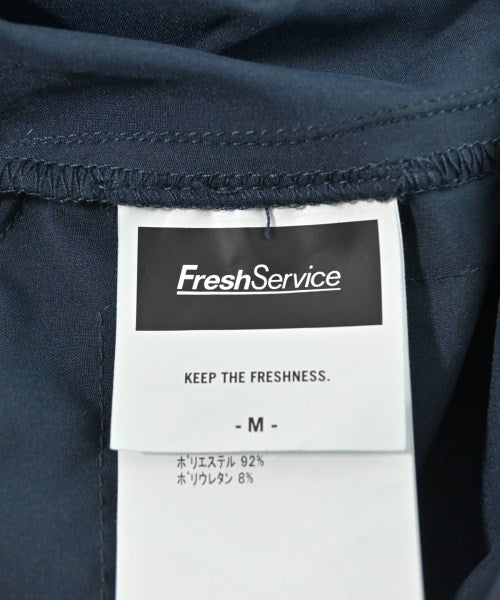 FreshService
KEEP THE FRESHNESS.
- M -
ポリエステル 92%
ポリウレタン 8%